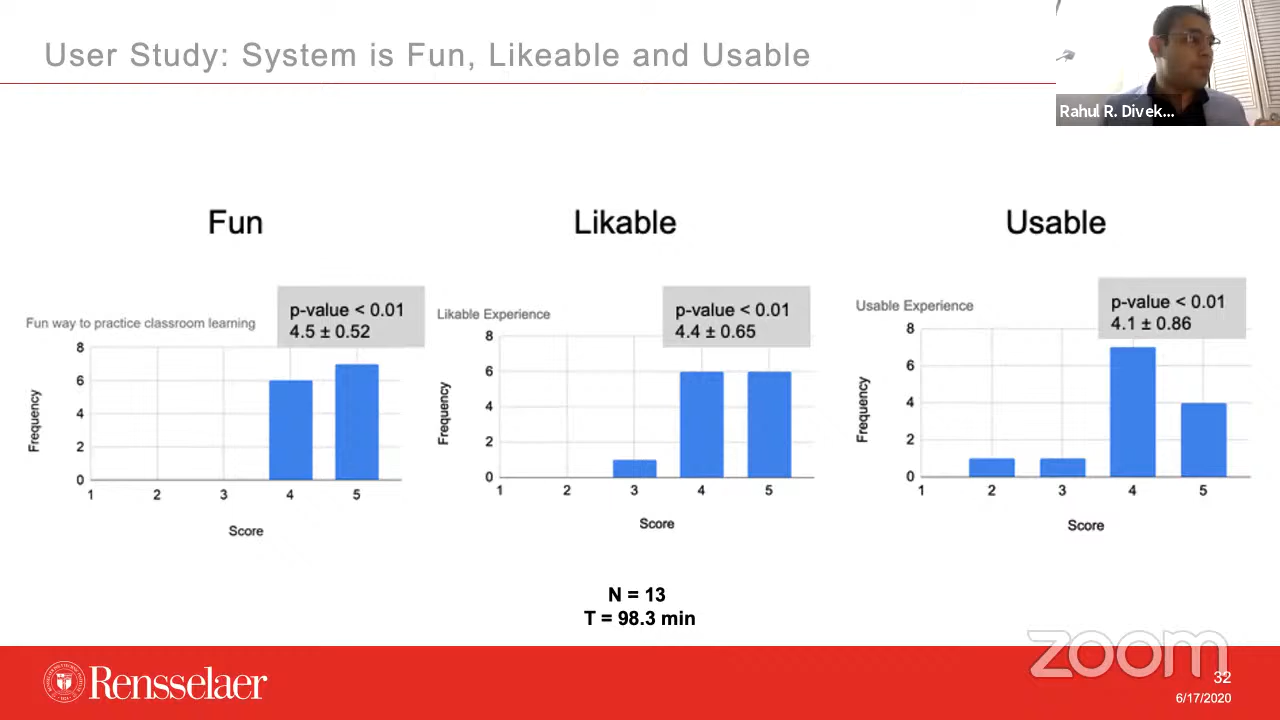 User Study: System is Fun, Likeable and Usable
Rahul R. Divek...
Fun
Likable
Usable
Fun way to practice classroom learning
p-value < 0.01
4.5 ± 0.52
8
6
4
2
0
Frequency
1 2 3 4 5
Score
Likable Experience
p-value < 0.01
4.4 ± 0.65
8
6
4
2
0
Frequency
1 2 3 4 5
Score
Usable Experience
p-value < 0.01
4.1 ± 0.86
8
6
4
2
0
Frequency
1 2 3 4 5
Score
N = 13
T = 98.3 min
Rensselaer
zoom
32
6/17/2020